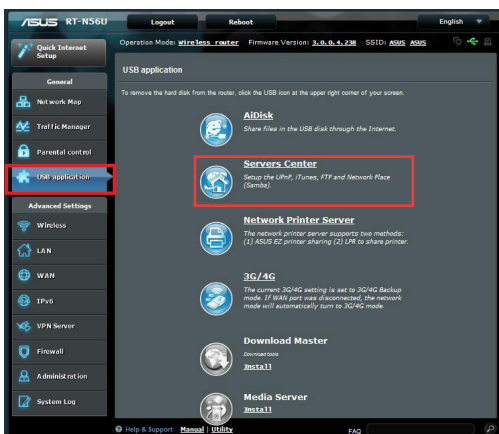 ASUS RT-N56U Logout Reboot English
Quick Internet
Setup
Operation Mode: Wireless router Firmware Version: 3.0.0.4.238 SSID: ASUS ASUS
General
Network Map
Traffic Manager
Parental control
USB application
Advanced Settings
Wireless
LAN
WAN
IPv6
VPN Server
Firewall
Administration
System Log
USB application
To remove the hard disk from the router, click the USB icon at the upper right corner of your screen.
AiDisk
Share files in the USB disk through the Internet.
Servers Center
Setup the UPnP, iTunes, FTP and Network Place
(Samba).
Network Printer Server
The network printer server supports two methods:
(1) ASUS EZ printer sharing (2) LPR to share printer.
3G/4G
The current 3G/4G setting is set to 3G/4G Backup
mode. If WAN port was disconnected, the network
mode will automatically turn to 3G/4G mode.
Download Master
Download tools
Install
Media Server
Install
Help & Support Manual | Utility FAQ